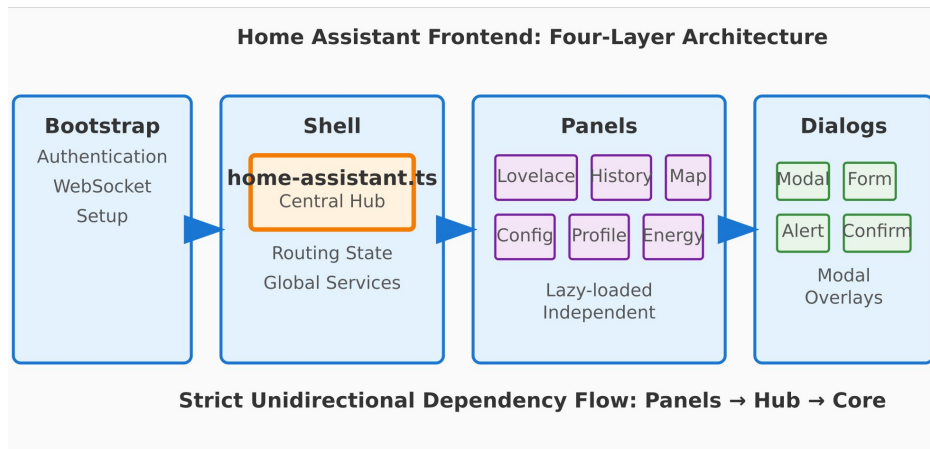 Home Assistant Frontend: Four-Layer Architecture
Bootstrap
Authentication
WebSocket
Setup
Shell
home-assistant.ts
Central Hub
Routing State
Global Services
Panels
Lovelace
History
Map
Config
Profile
Energy
Lazy-loaded
Independent
Dialogs
Modal
Form
Alert
Confirm
Modal
Overlays
Strict Unidirectional Dependency Flow: Panels → Hub → Core